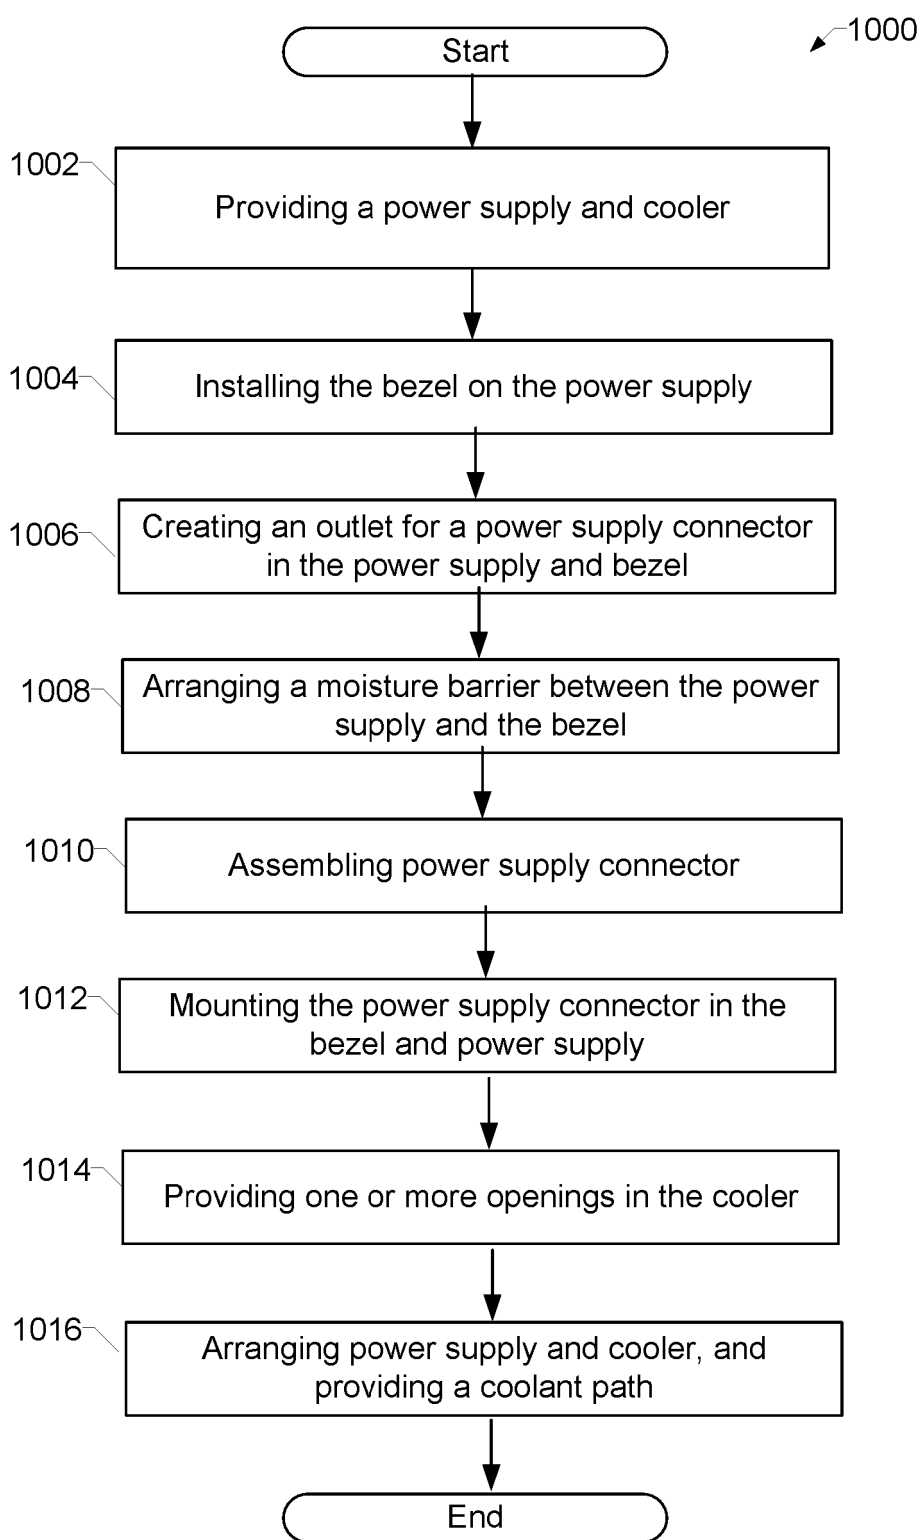 1000
Start
1002
Providing a power supply and cooler
1004
Installing the bezel on the power supply
1006
Creating an outlet for a power supply connector
in the power supply and bezel
1008
Arranging a moisture barrier between the power
supply and the bezel
1010
Assembling power supply connector
1012
Mounting the power supply connector in the
bezel and power supply
1014
Providing one or more openings in the cooler
1016
Arranging power supply and cooler, and
providing a coolant path
End